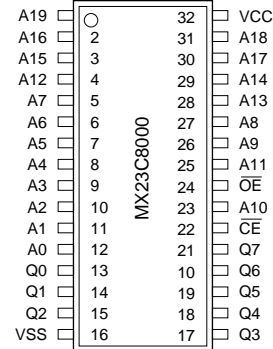 A19 32 VCC
A16 2 31 A18
A15 3 30 A17
A12 4 29 A14
A7 5 28 A13
A6 6 27 A8
A5 7 26 A9
A4 8 25 A11
A3 9 24 O̅E̅
A2 10 23 A10
A1 11 22 C̅E̅
A0 12 21 Q7
Q0 13 10 Q6
Q1 14 19 Q5
Q2 15 18 Q4
VSS 16 17 Q3
MX23C8000